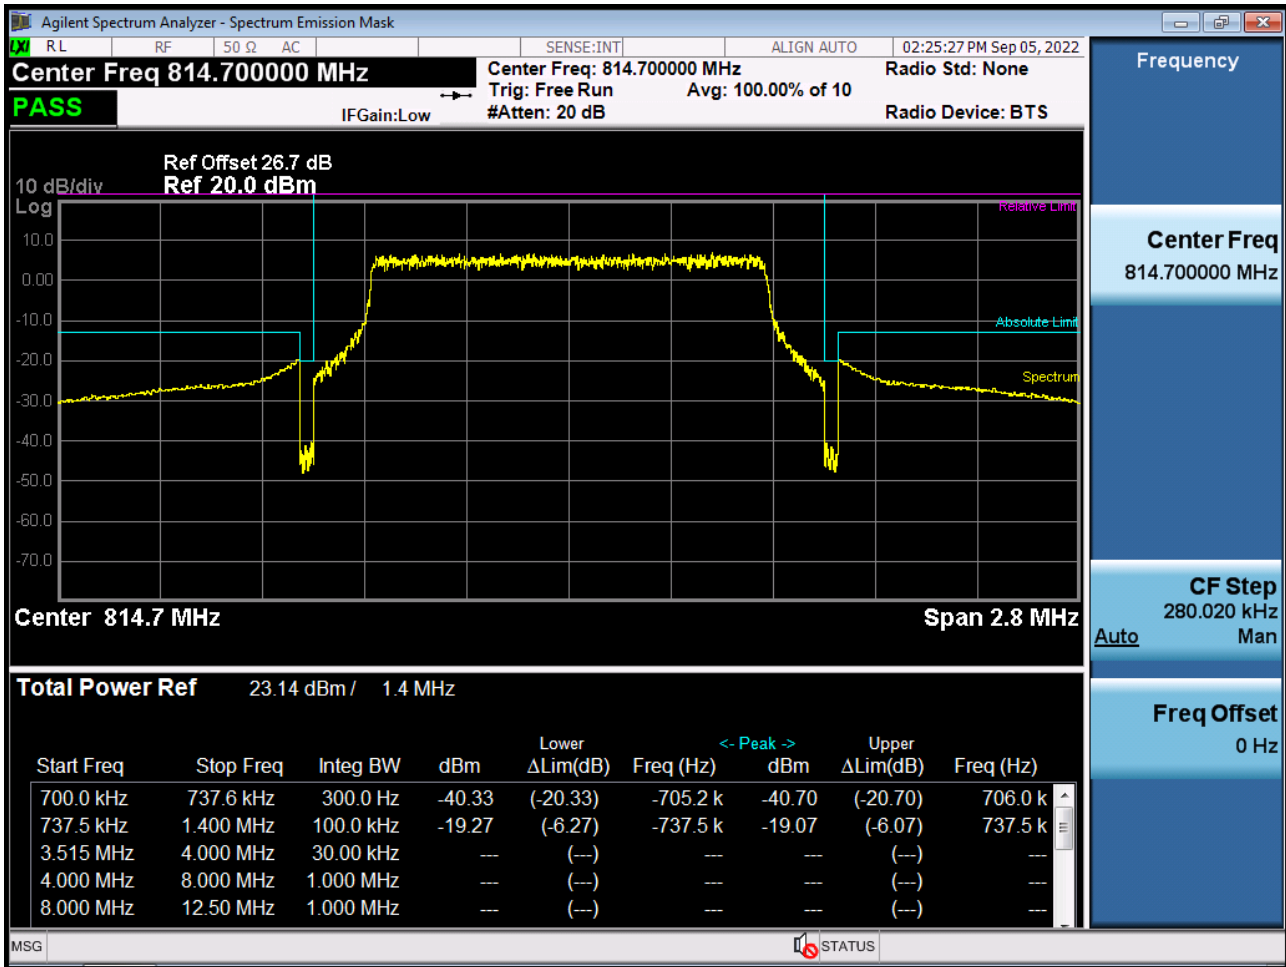 Agilent Spectrum Analyzer - Spectrum Emission Mask
LXI RL RF 50 Ω AC SENSE:INT ALIGN AUTO 02:25:27 PM Sep 05, 2022
Center Freq 814.700000 MHz
Center Freq: 814.700000 MHz Radio Std: None
Trig: Free Run Avg: 100.00% of 10
PASS IFGain:Low #Atten: 20 dB Radio Device: BTS
Ref Offset 26.7 dB
10 dB/div Ref 20.0 dBm
Log
Relative Limit
10.0
0.00
-10.0
Absolute Limit
-20.0
Spectrum
-30.0
-40.0
-50.0
-60.0
-70.0
Center 814.7 MHz Span 2.8 MHz
Total Power Ref 23.14 dBm / 1.4 MHz
Lower <- Peak -> Upper
Start Freq Stop Freq Integ BW dBm ΔLim(dB) Freq (Hz) dBm ΔLim(dB) Freq (Hz)
700.0 kHz 737.6 kHz 300.0 Hz -40.33 (-20.33) -705.2 k -40.70 (-20.70) 706.0 k
737.5 kHz 1.400 MHz 100.0 kHz -19.27 (-6.27) -737.5 k -19.07 (-6.07) 737.5 k
3.515 MHz 4.000 MHz 30.00 kHz --- (---) --- --- (---) ---
4.000 MHz 8.000 MHz 1.000 MHz --- (---) --- --- (---) ---
8.000 MHz 12.50 MHz 1.000 MHz --- (---) --- --- (---) ---
MSG STATUS
Frequency
Center Freq
814.700000 MHz
CF Step
280.020 kHz
Auto Man
Freq Offset
0 Hz